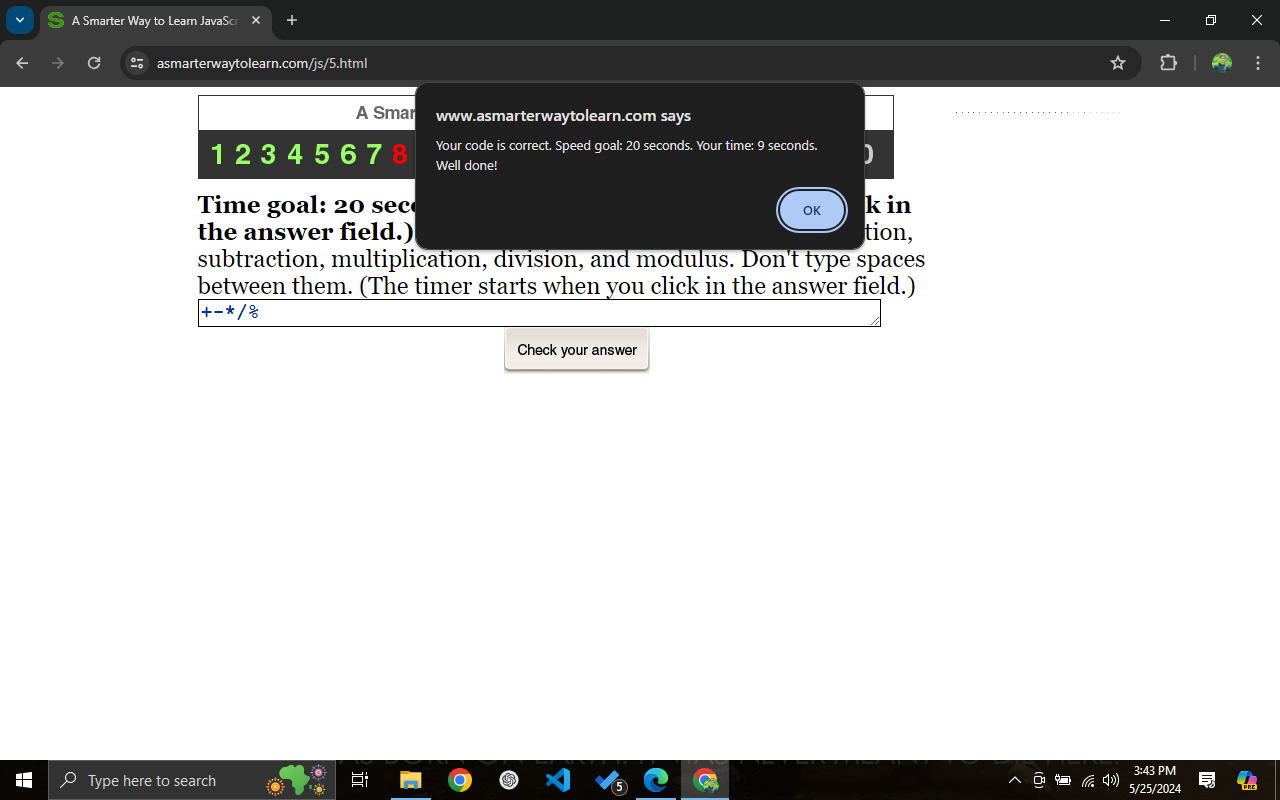 A Smarter Way to Learn JavaScr
asmarterwaytolearn.com/js/5.html
A Smar
www.asmarterwaytolearn.com says
Your code is correct. Speed goal: 20 seconds. Your time: 9 seconds.
Well done!
OK
1 2 3 4 5 6 7 8 0
Time goal: 20 sec k in
the answer field.) tion,
subtraction, multiplication, division, and modulus. Don't type spaces
between them. (The timer starts when you click in the answer field.)
+-*/%
Check your answer
Type here to search
5
3:43 PM
5/25/2024
PRE